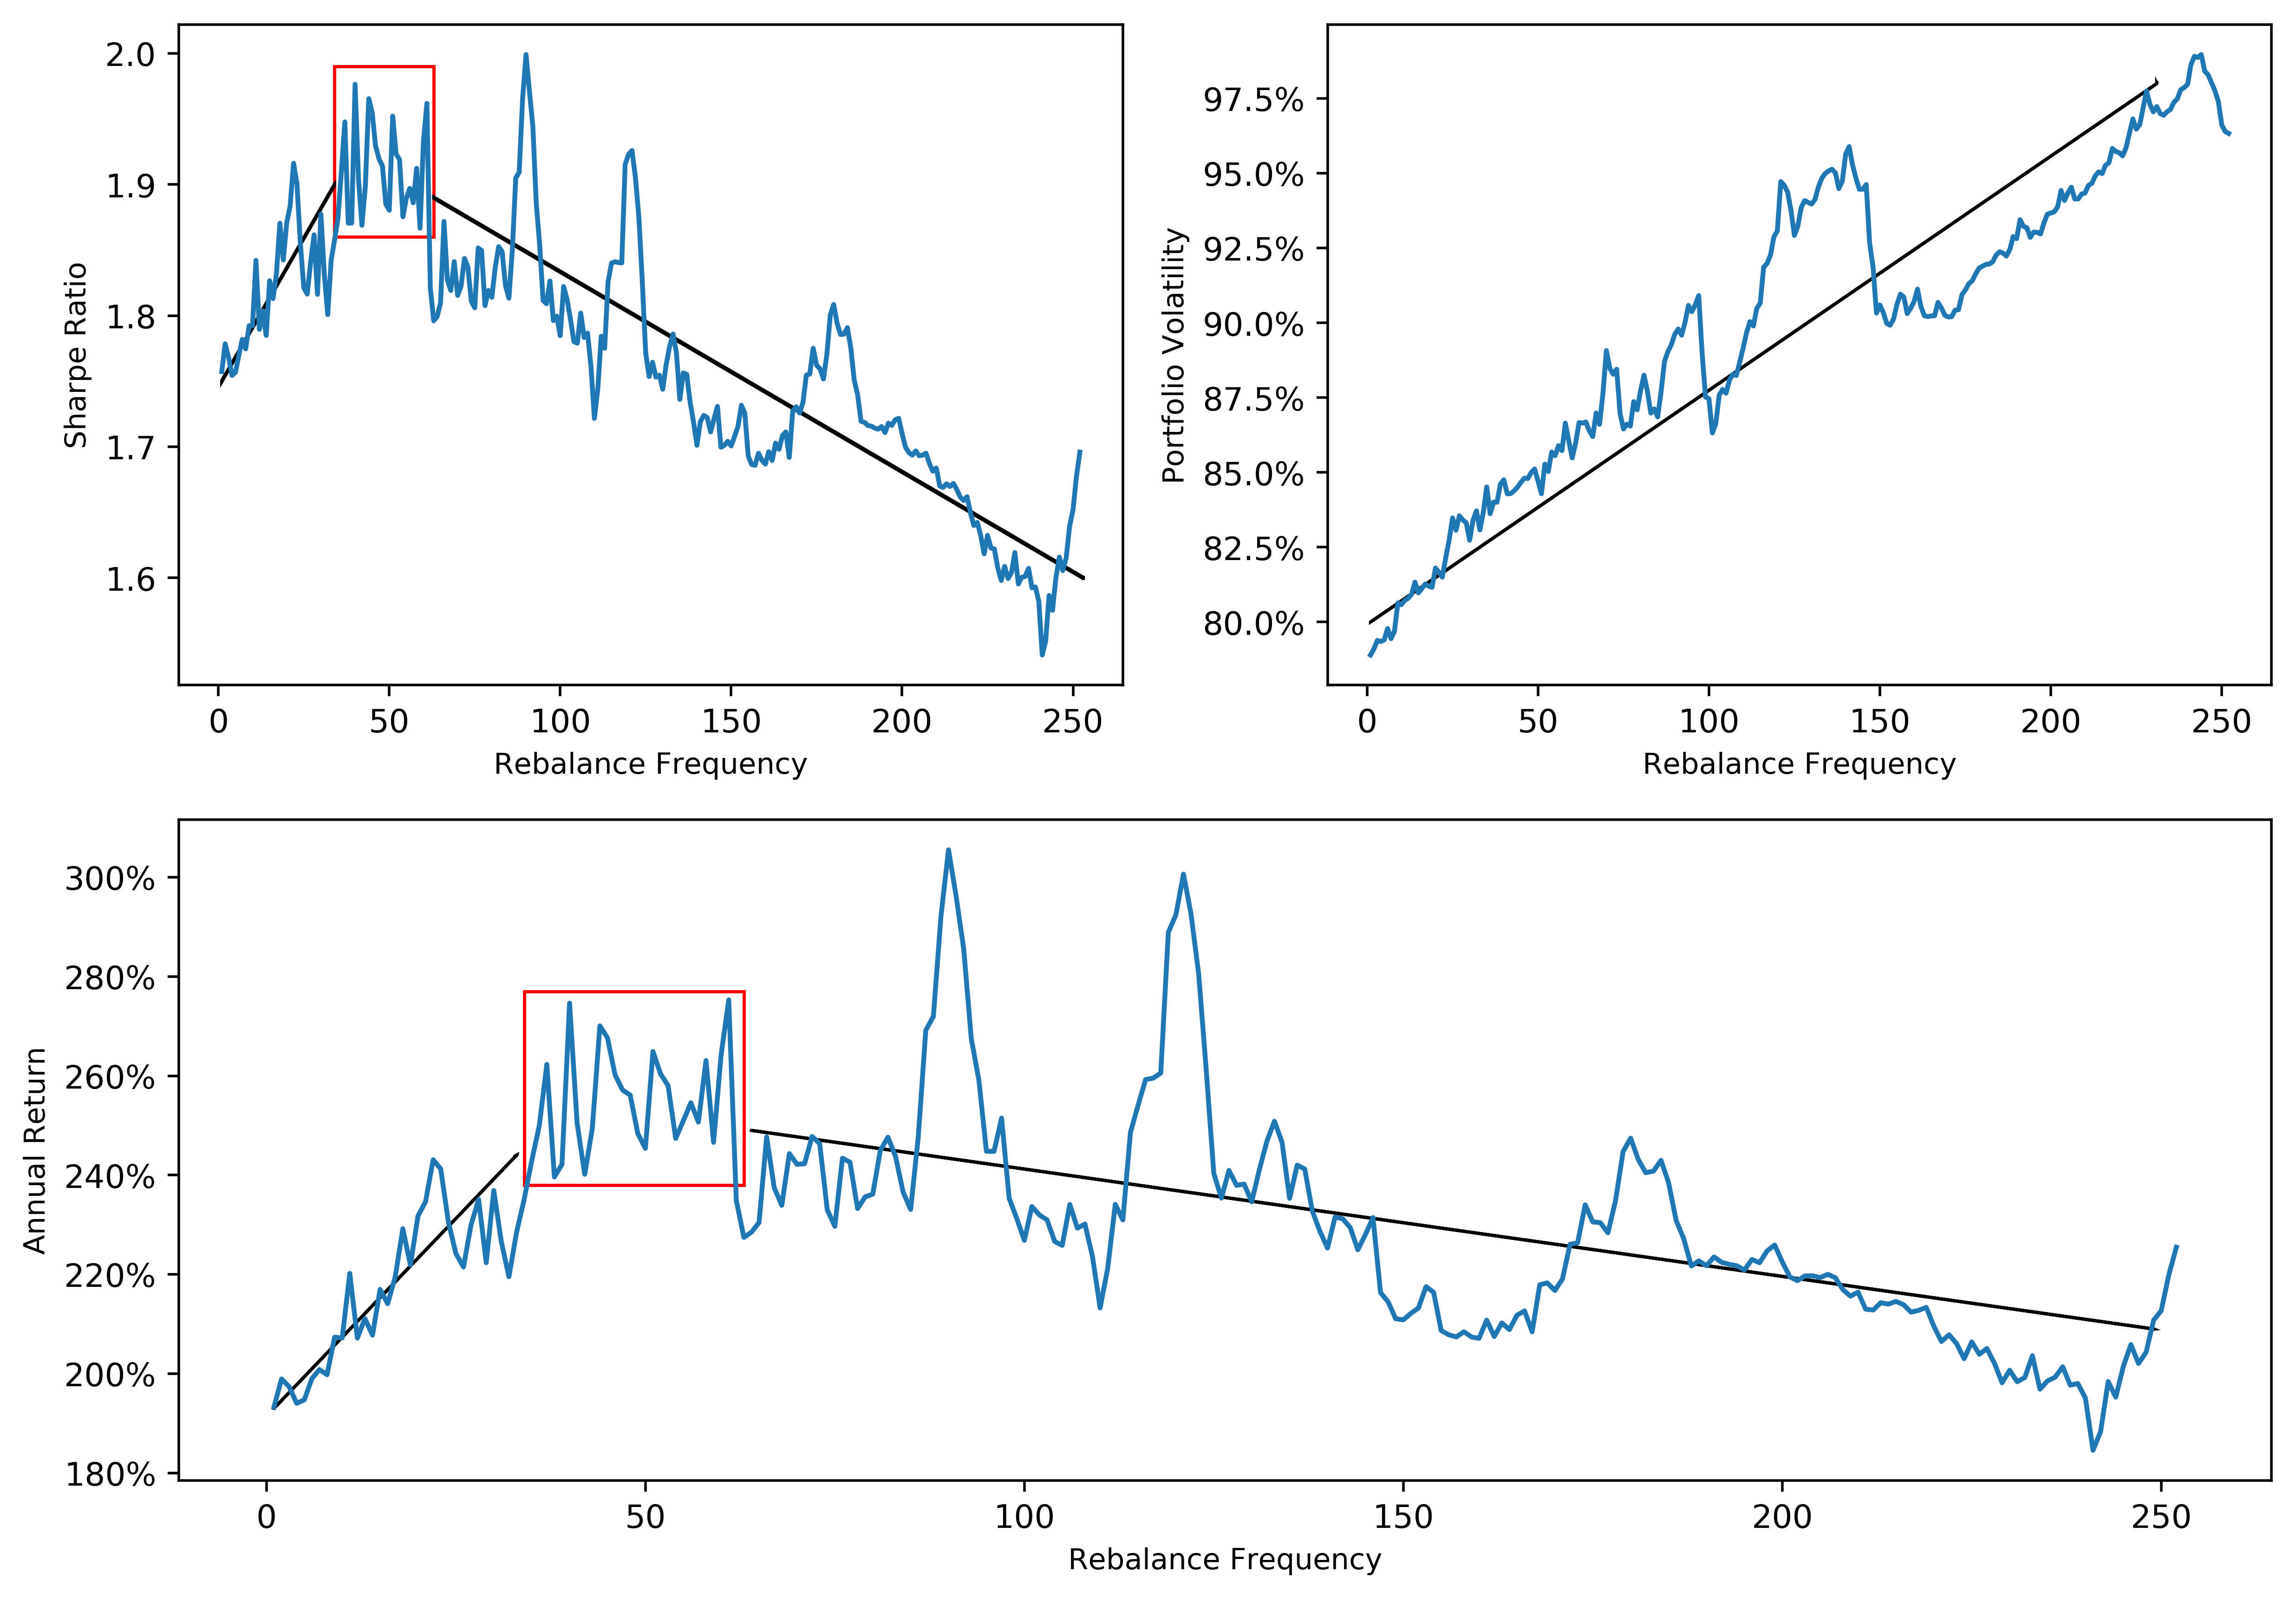 2.0
1.9
1.8
1.7
1.6
Sharpe Ratio
0 50 100 150 200 250
Rebalance Frequency
97.5%
95.0%
92.5%
90.0%
87.5%
85.0%
82.5%
80.0%
Portfolio Volatility
0 50 100 150 200 250
Rebalance Frequency
300%
280%
260%
240%
220%
200%
180%
Annual Return
0 50 100 150 200 250
Rebalance Frequency